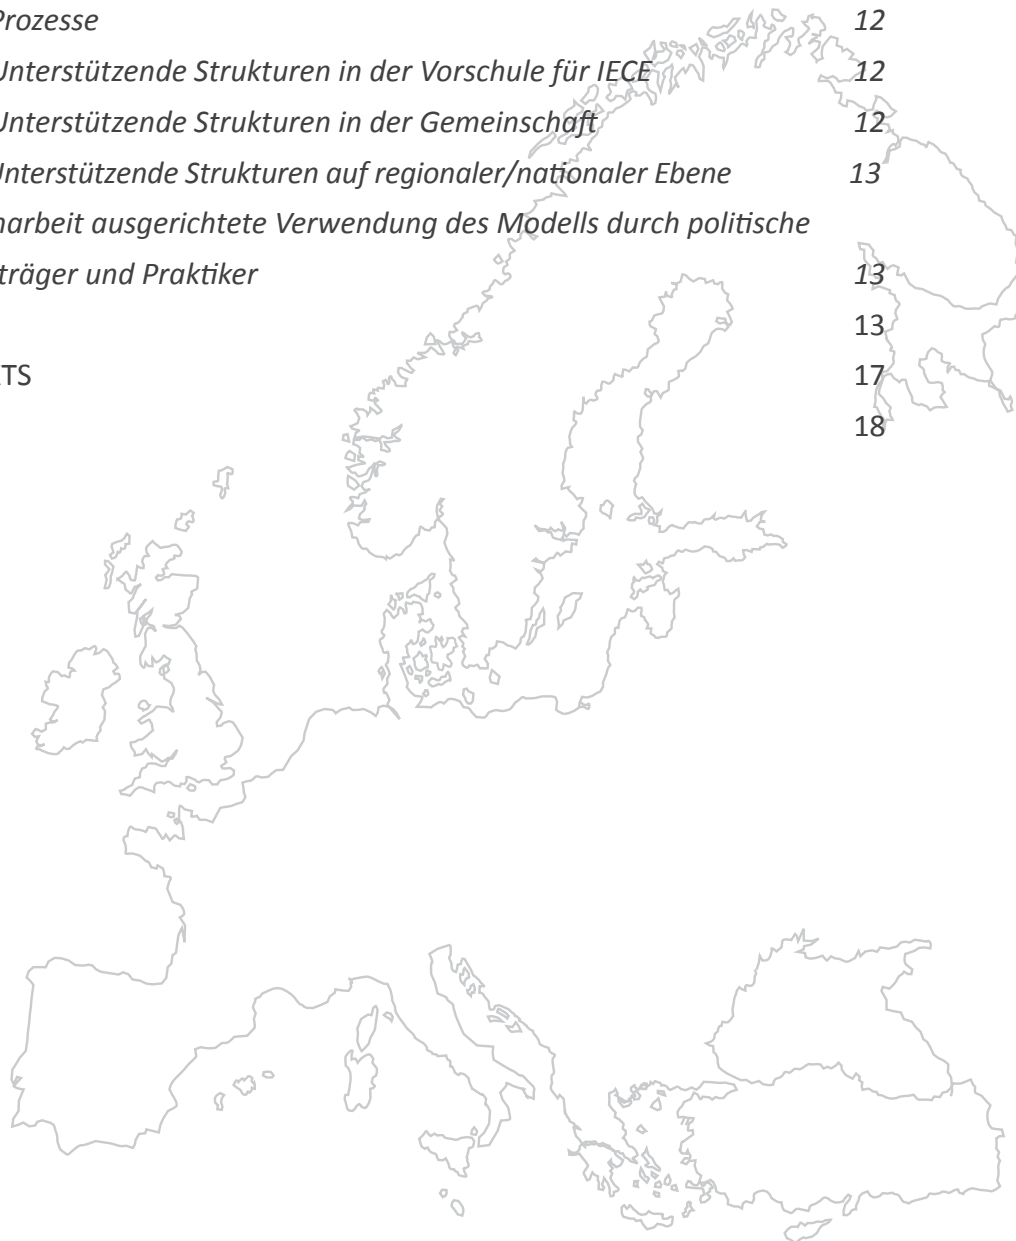 Prozesse 12
Unterstützende Strukturen in der Vorschule für IECE 12
Unterstützende Strukturen in der Gemeinschaft 12
Unterstützende Strukturen auf regionaler/nationaler Ebene 13
narbeit ausgerichtete Verwendung des Modells durch politische
träger und Praktiker 13
13
TS 17
18